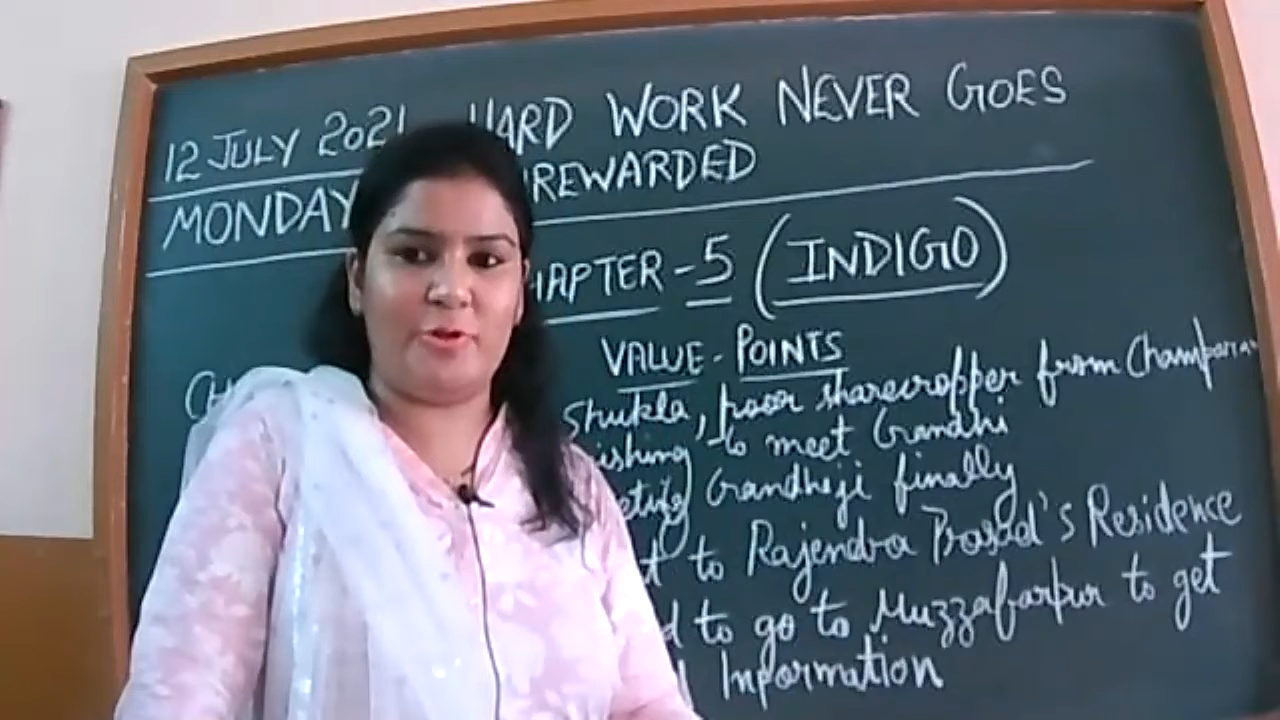 12 JULY 2021 HARD WORK NEVER GOES
MONDAY UNREWARDED
CHAPTER - 5 (INDIGO)
VALUE - POINTS
Shukla, poor sharecropper from Champaran
to meet Gandhi
Gandhiji finally
to Rajendra Prasad's Residence
to go to Muzzafarpur to get
Information